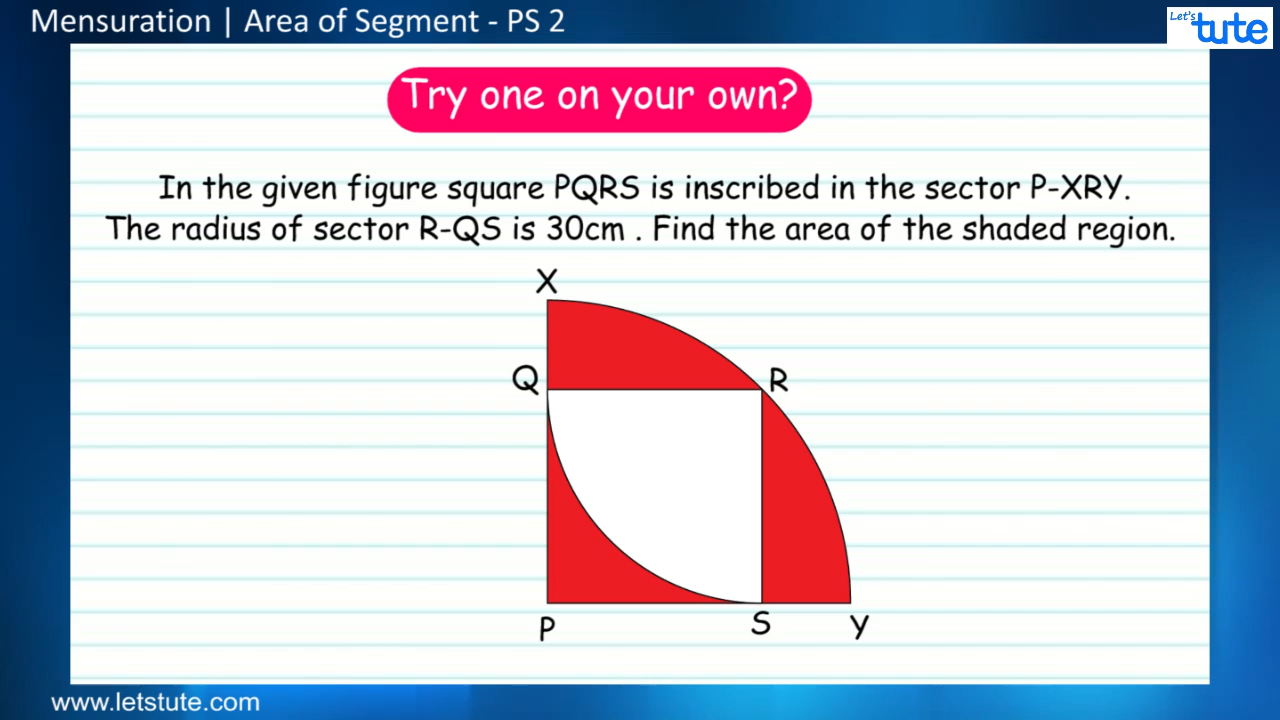 Mensuration | Area of Segment - PS 2
Let's tute
Try one on your own?
In the given figure square PQRS is inscribed in the sector P-XRY.
The radius of sector R-QS is 30cm . Find the area of the shaded region.
X
Q
R
P
S
Y
www.letstute.com